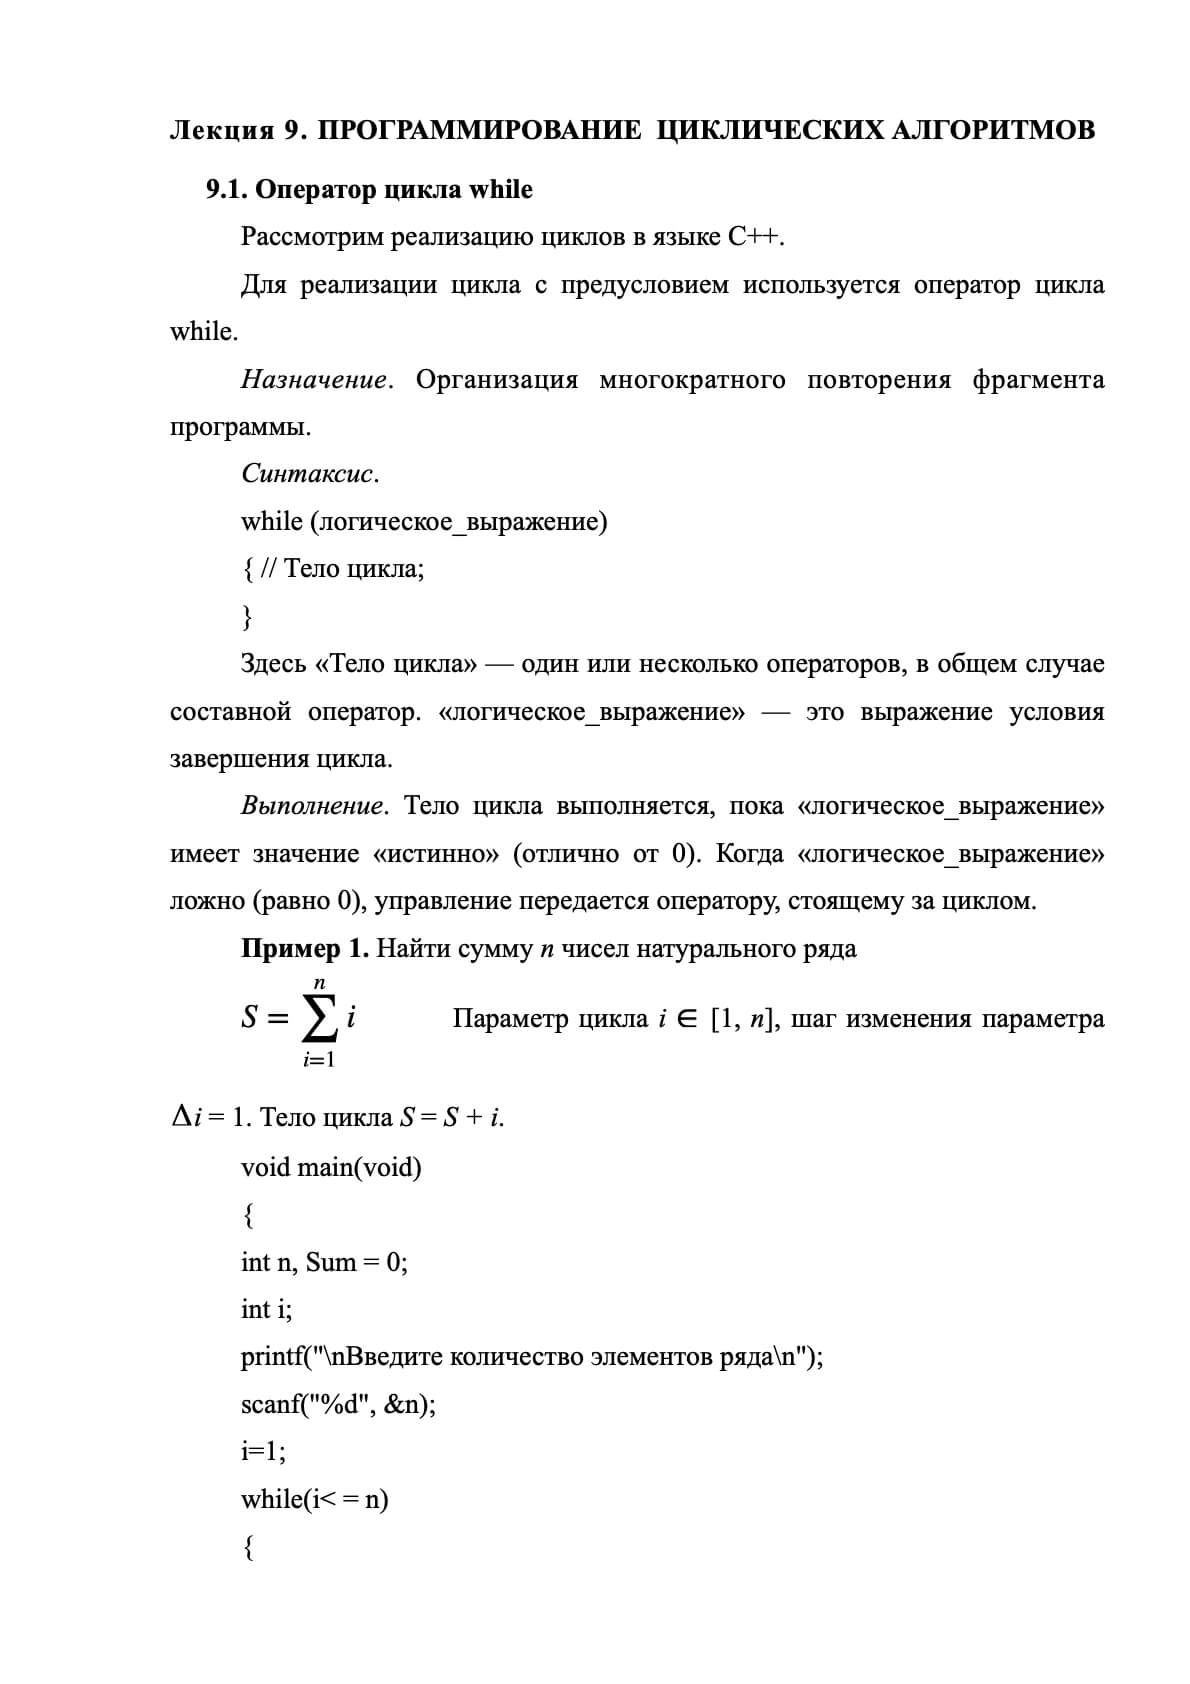 Лекция 9. ПРОГРАММИРОВАНИЕ ЦИКЛИЧЕСКИХ АЛГОРИТМОВ
9.1. Оператор цикла while
Рассмотрим реализацию циклов в языке С++.
Для реализации цикла с предусловием используется оператор цикла
while.
Назначение. Организация многократного повторения фрагмента
программы.
Синтаксис.
while (логическое_выражение)
{ // Тело цикла;
}
Здесь «Тело цикла» — один или несколько операторов, в общем случае
составной оператор. «логическое_выражение» — это выражение условия
завершения цикла.
Выполнение. Тело цикла выполняется, пока «логическое_выражение»
имеет значение «истинно» (отлично от 0). Когда «логическое_выражение»
ложно (равно 0), управление передается оператору, стоящему за циклом.
Пример 1. Найти сумму n чисел натурального ряда
n
S = ∑ i Параметр цикла i ∈ [1, n], шаг изменения параметра
i=1
Δi = 1. Тело цикла S = S + i.
void main(void)
{
int n, Sum = 0;
int i;
printf("\nВведите количество элементов ряда\n");
scanf("%d", &n);
i=1;
while(i< = n)
{